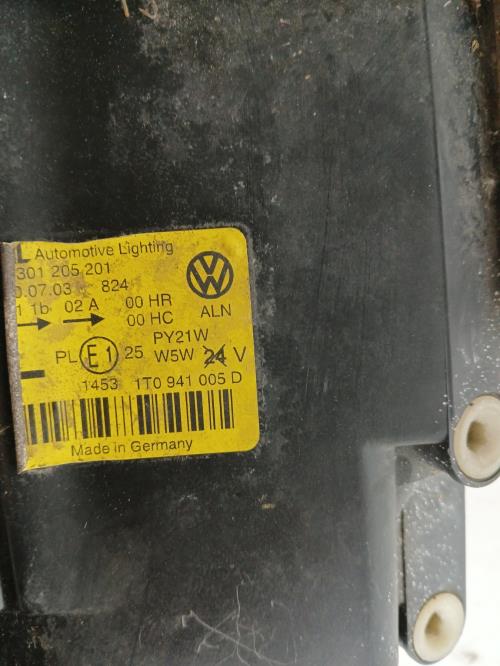 L Automotive Lighting
301 205 201
0.07.03 824
1 1b 02 A 00 HR
00 HC ALN
PY21W
PL E1 25 W5W 24 V
1453 1T0 941 005 D
Made in Germany